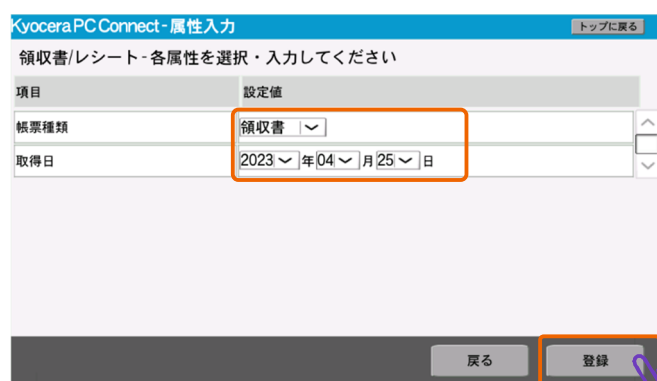 Kyocera PC Connect - 属性入力
トップに戻る
領収書/レシート - 各属性を選択・入力してください
項目 設定値
帳票種類 領収書
取得日 2023 年 04 月 25 日
戻る 登録